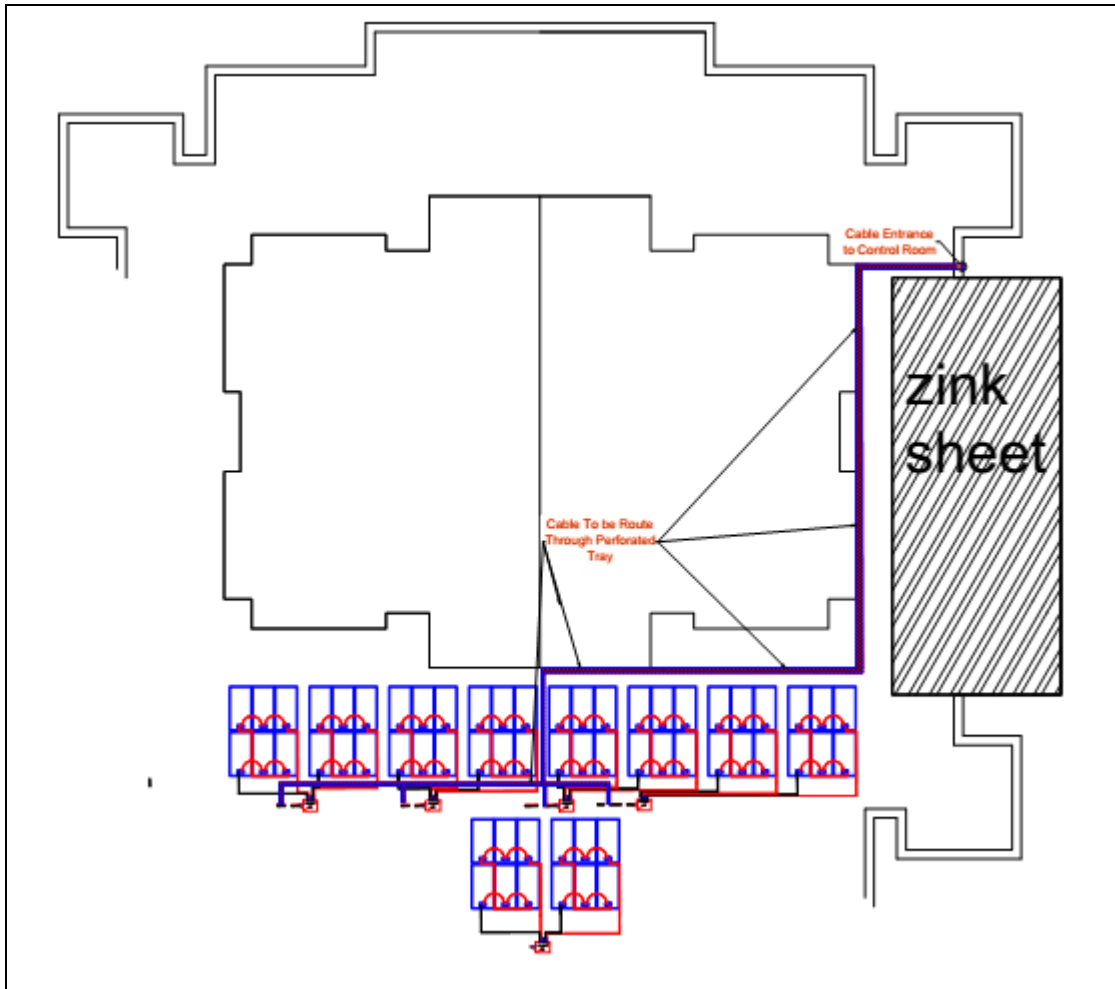 Cable Entrance
to Control Room
zink
sheet
Cable To be Route
Through Perforated
Tray